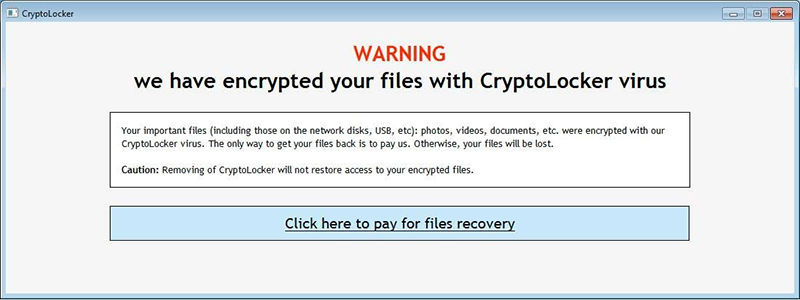 CryptoLocker
WARNING
we have encrypted your files with CryptoLocker virus
Your important files (including those on the network disks, USB, etc): photos, videos, documents, etc. were encrypted with our
CryptoLocker virus. The only way to get your files back is to pay us. Otherwise, your files will be lost.
Caution: Removing of CryptoLocker will not restore access to your encrypted files.
Click here to pay for files recovery